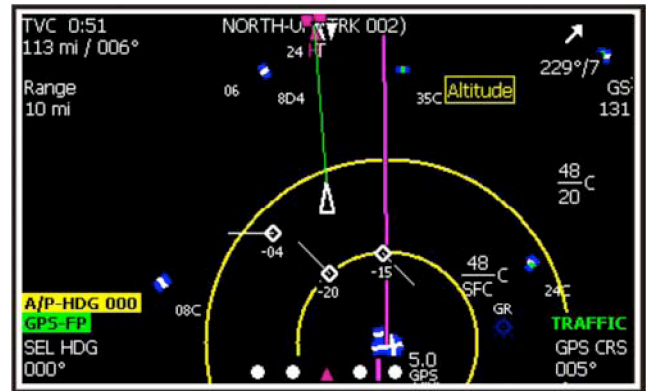 TVC 0:51
113 mi / 006°
NORTH-U TRK 002)
24
229°/7
GS
131
Range
10 mi
06
8D4
35C
Altitude
48
20
C
-04
-20
-15
48
SFC
C
24C
GR
08C
A/P-HDG 000
GPS-FP
SEL HDG
000°
5.0
GPS
TRAFFIC
GPS CRS
005°